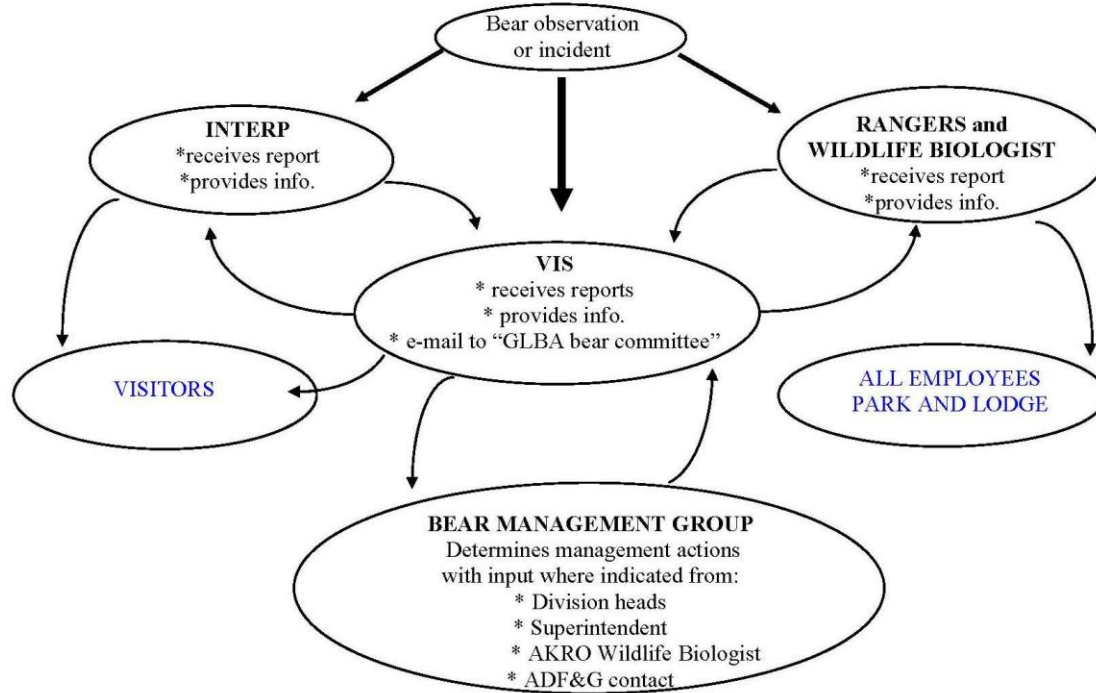 Bear observation
or incident
INTERP
*receives report
*provides info.
RANGERS and
WILDLIFE BIOLOGIST
*receives report
*provides info.
VIS
* receives reports
* provides info.
* e-mail to “GLBA bear committee”
VISITORS
ALL EMPLOYEES
PARK AND LODGE
BEAR MANAGEMENT GROUP
Determines management actions
with input where indicated from:
* Division heads
* Superintendent
* AKRO Wildlife Biologist
* ADF&G contact